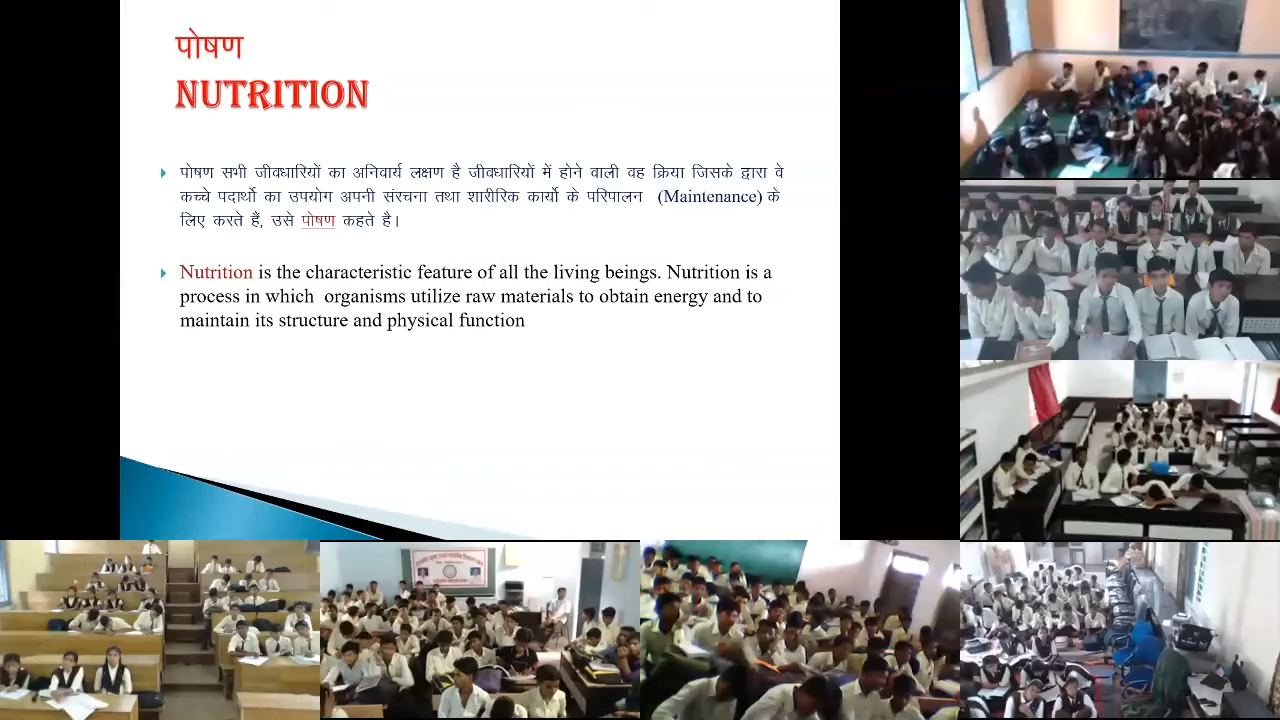 पोषण
NUTRITION
पोषण सभी जीवधारियों का अनिवार्य लक्षण है जीवधारियों में होने वाली वह क्रिया जिसके द्वारा वे
कच्चे पदार्थो का उपयोग अपनी संरचना तथा शारीरिक कार्यो के परिपालन (Maintenance) के
लिए करते हैं, उसे पोषण कहते है।
Nutrition is the characteristic feature of all the living beings. Nutrition is a
process in which organisms utilize raw materials to obtain energy and to
maintain its structure and physical function